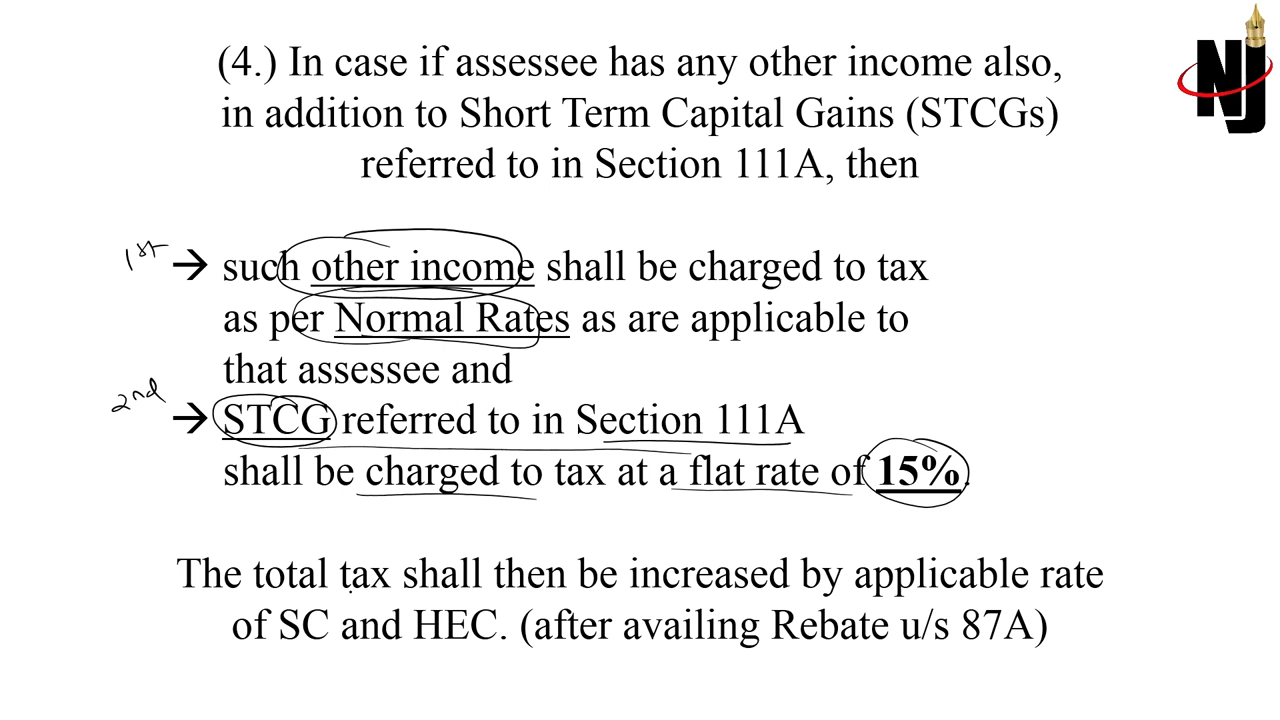 (4.) In case if assessee has any other income also,
in addition to Short Term Capital Gains (STCGs)
referred to in Section 111A, then
NJ
1st → such other income shall be charged to tax
as per Normal Rates as are applicable to
that assessee and
2nd → STCG referred to in Section 111A
shall be charged to tax at a flat rate of 15%.
The total tax shall then be increased by applicable rate
of SC and HEC. (after availing Rebate u/s 87A)